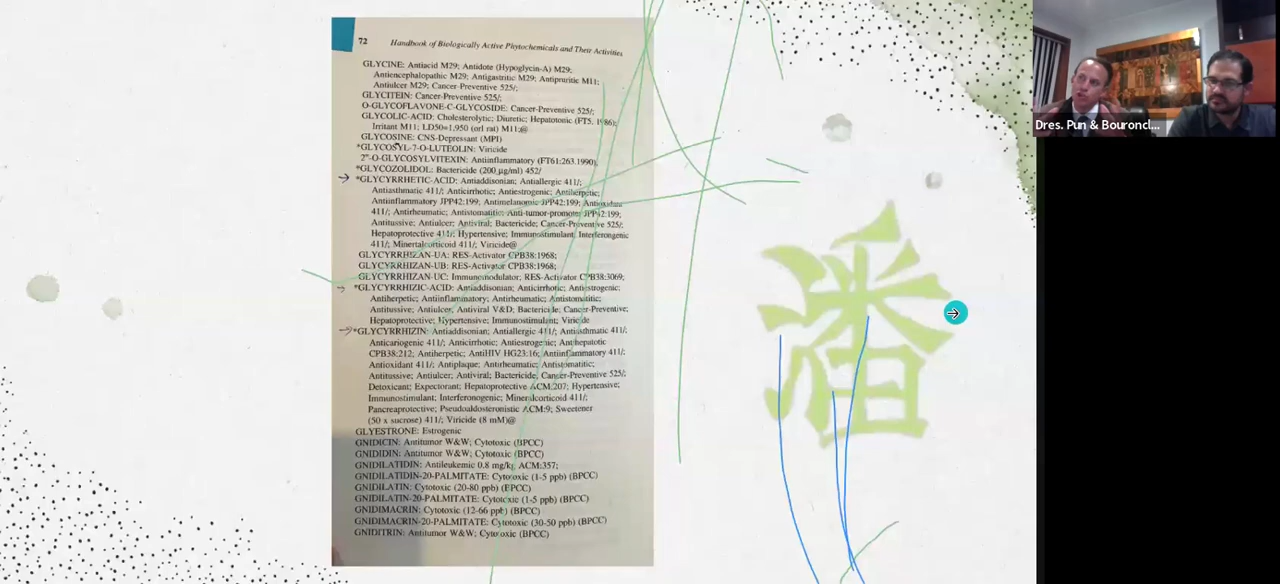 72 Handbook of Biologically Active Phytochemicals and Their Activities
GLYCINE: Antiacid M29; Antidote (Hypoglycin-A) M29;
Antiencephalopathic M29; Antigastritic M29; Antipruritic M11;
Antiulcer M29; Cancer-Preventive 525/;
GLYCITEIN: Cancer-Preventive 525/;
O-GLYCOFLAVONE-C-GLYCOSIDE: Cancer-Preventive 525/;
GLYCOLIC-ACID: Cholesterolytic; Diuretic; Hepatotonic (FT5, 1986);
Irritant M11; LD50=1,950 (orl rat) M11;@
GLYCOSINE: CNS-Depressant (MPI)
*GLYCOSYL-7-O-LUTEOLIN: Viricide
2"-O-GLYCOSYLVITEXIN: Antiinflammatory (FT61:263.1990),
*GLYCOZOLIDOL: Bactericide (200 µg/ml) 452/
→ *GLYCYRRHETIC-ACID: Antiaddisonian; Antiallergic 411/;
Antiasthmatic 411/; Anticirrhotic; Antiestrogenic; Antiherpetic;
Antiinflammatory JPP42:199; Antimelanomic JPP42:199; Antioxidant
411/; Antirheumatic; Antistomatitic; Anti-tumor-promoter JPP42:199;
Antitussive; Antiulcer; Antiviral; Bactericide; Cancer-Preventive 525/;
Hepatoprotective 411/; Hypertensive; Immunostimulant; Interferonogenic
411/; Minertalcorticoid 411/; Viricide@
GLYCYRRHIZAN-UA: RES-Activator CPB38:1968;
GLYCYRRHIZAN-UB: RES-Activator CPB38:1968;
GLYCYRRHIZAN-UC: Immunomodulator; RES-Activator CPB38:3069;
→ *GLYCYRRHIZIC-ACID: Antiaddisonian; Anticirrhotic; Antiestrogenic;
Antiherpetic; Antiinflammatory; Antirheumatic; Antistomatitic;
Antitussive; Antiulcer; Antiviral V&D; Bactericide; Cancer-Preventive;
Hepatoprotective; Hypertensive; Immunostimulant; Viricide
→ *GLYCYRRHIZIN: Antiaddisonian; Antiallergic 411/; Antiasthmatic 411/;
Anticariogenic 411/; Anticirrhotic; Antiestrogenic; Antihepatotic
CPB38:212; Antiherpetic; AntiHIV HG23:16; Antiinflammatory 411/;
Antioxidant 411/; Antiplaque; Antirheumatic; Antistomatitic;
Antitussive; Antiulcer; Antiviral; Bactericide; Cancer-Preventive 525/;
Detoxicant; Expectorant; Hepatoprotective ACM:207; Hypertensive;
Immunostimulant; Interferonogenic; Mineralcorticoid 411/;
Pancreaprotective; Pseudoaldosteronistic ACM:9; Sweetener
(50 x sucrose) 411/; Viricide (8 mM)@
GLYESTRONE: Estrogenic
GNIDICIN: Antitumor W&W; Cytotoxic (BPCC)
GNIDIDIN: Antitumor W&W; Cytotoxic (BPCC)
GNIDILATIDIN: Antileukemic 0.8 mg/kg ACM:357;
GNIDILATIDIN-20-PALMITATE: Cytotoxic (1-5 ppb) (BPCC)
GNIDILATIN: Cytotoxic (20-80 ppb) (BPCC)
GNIDILATIN-20-PALMITATE: Cytotoxic (1-5 ppb) (BPCC)
GNIDIMACRIN: Cytotoxic (12-66 ppb) (BPCC)
GNIDIMACRIN-20-PALMITATE: Cytotoxic (30-50 ppb) (BPCC)
GNIDITRIN: Antitumor W&W; Cytotoxic (BPCC)
潘
Dres. Pun & Bouroncl...